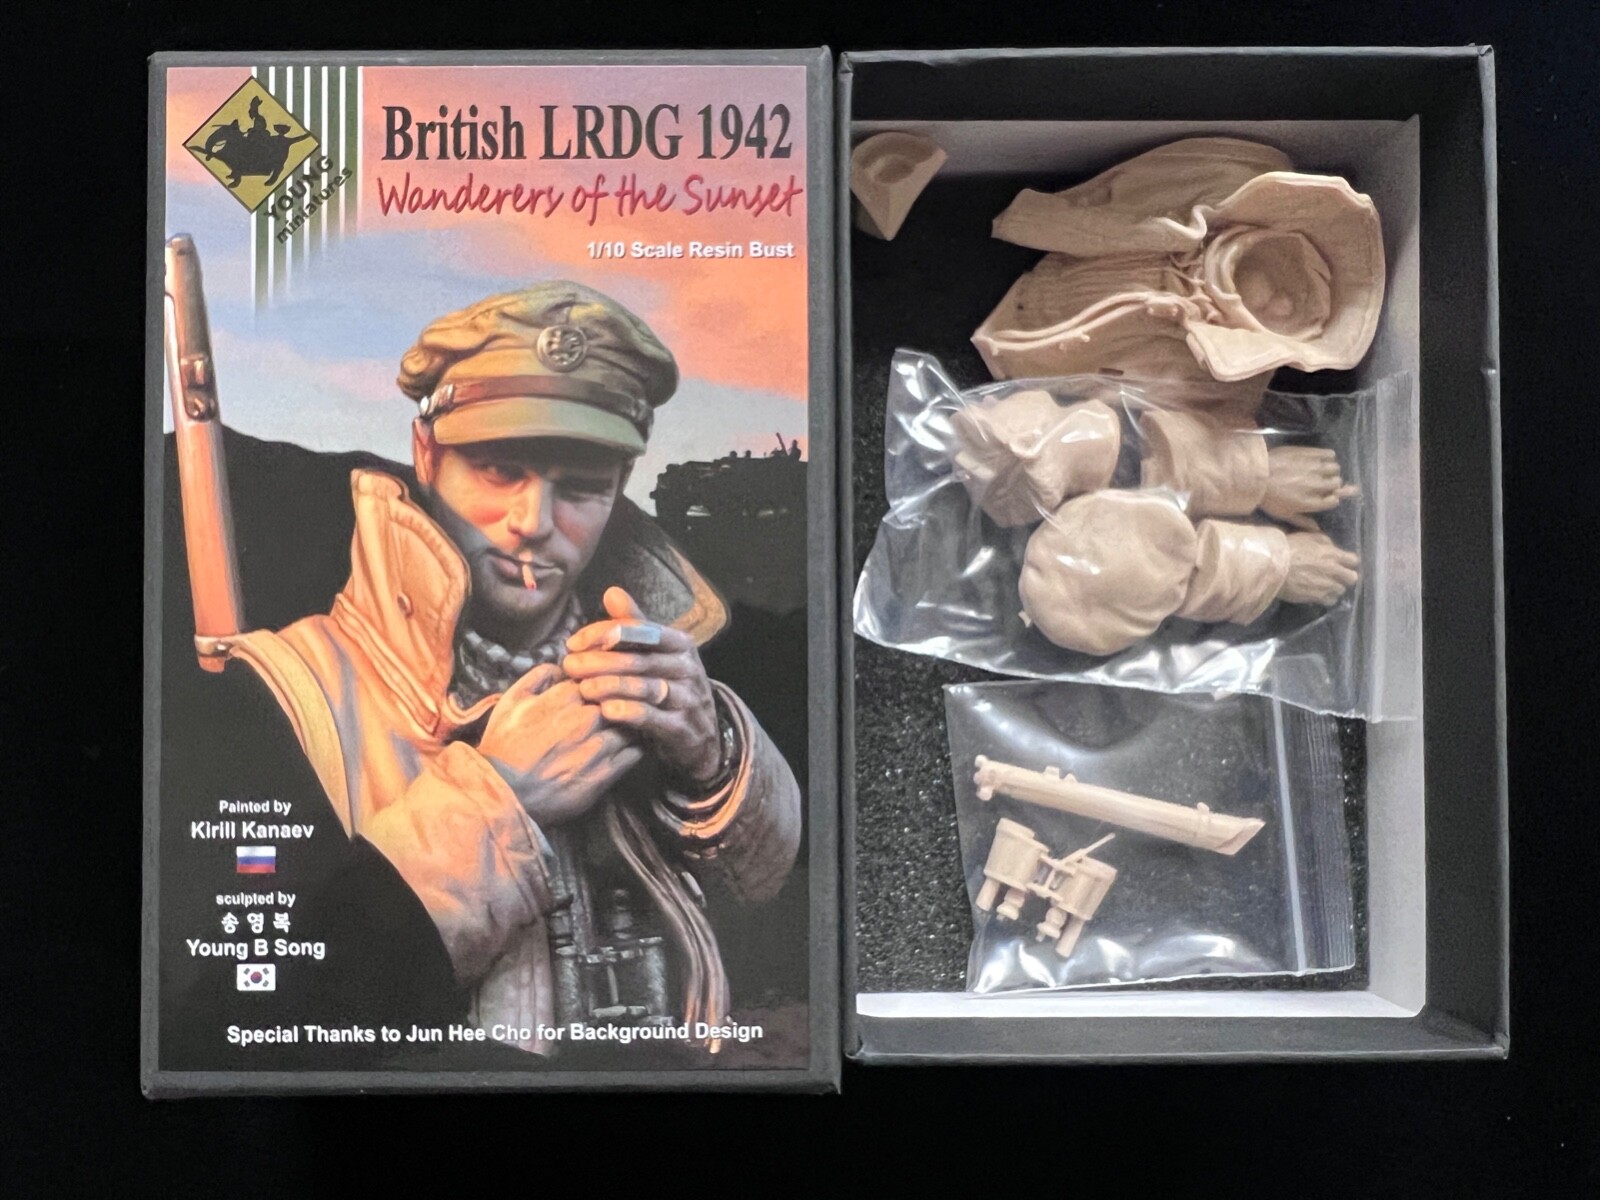 YOUNG
miniatures
British LRDG 1942
Wanderers of the Sunset
1/10 Scale Resin Bust
Painted by
Kirill Kanaev
sculpted by
송 영 복
Young B Song
Special Thanks to Jun Hee Cho for Background Design